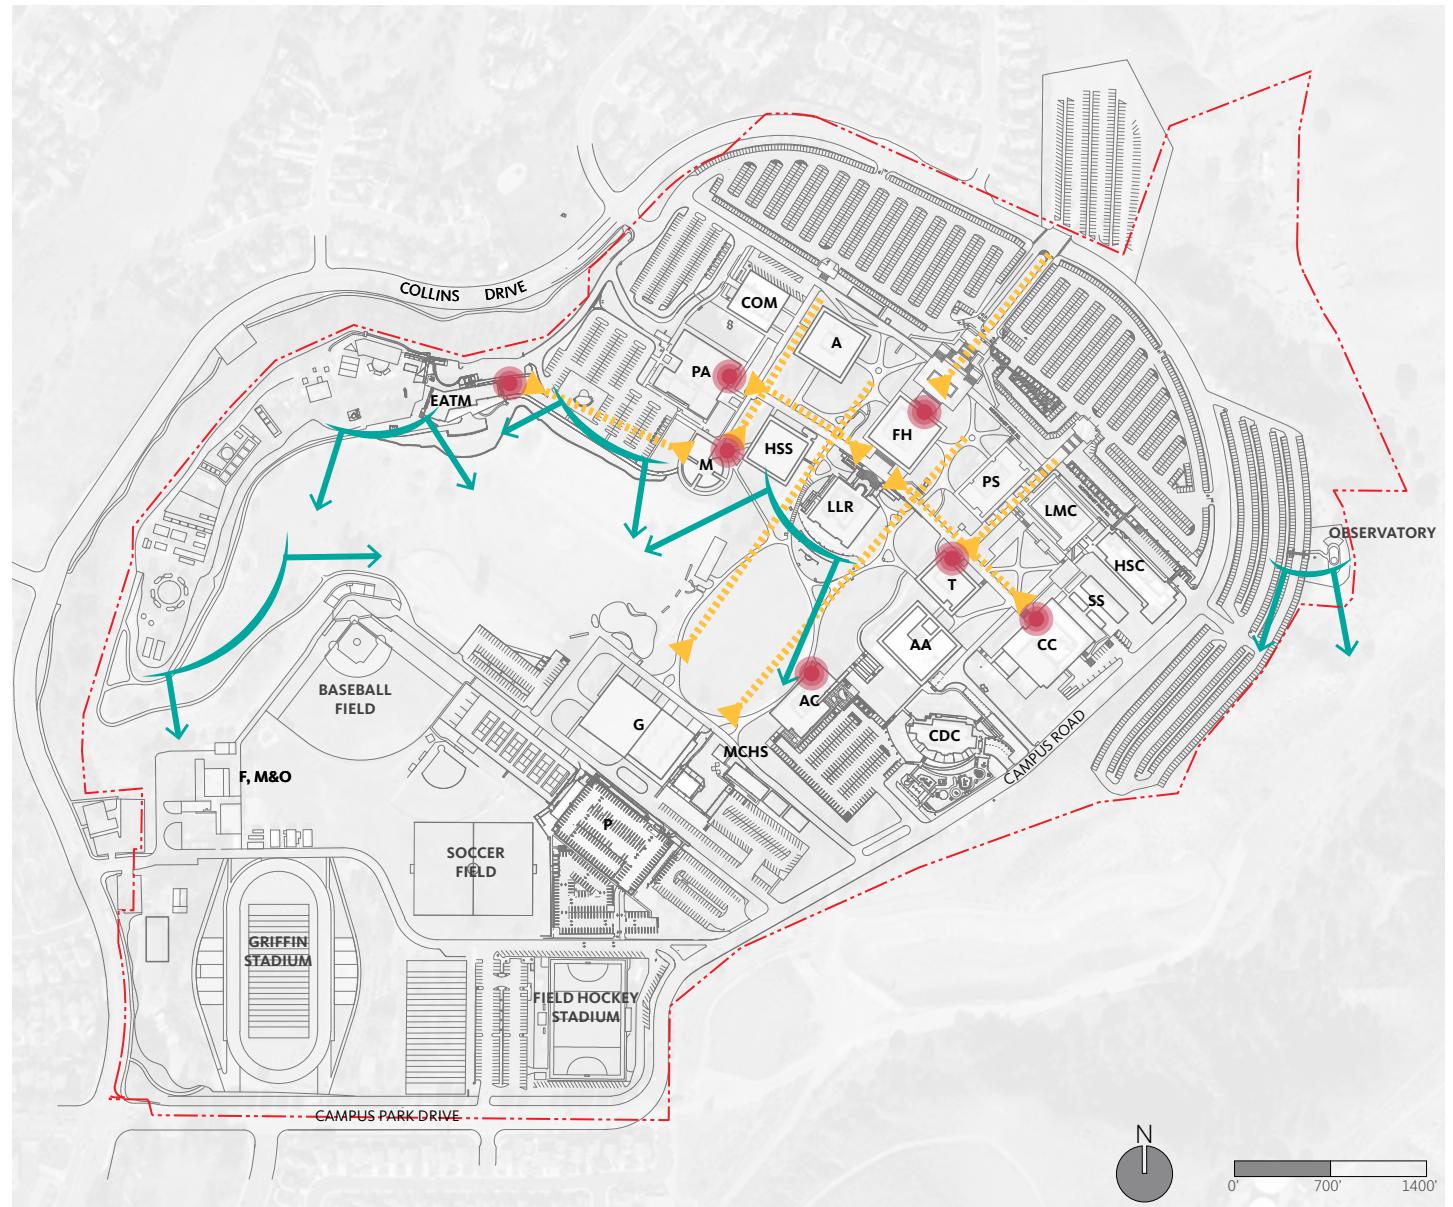 COLLINS DRIVE
COM
A
PA
EATM
FH
M
HSS
PS
LLR
LMC
OBSERVATORY
HSC
T
SS
AA
CC
BASEBALL
FIELD
AC
G
MCHS
CDC
CAMPUS ROAD
F, M&O
P
SOCCER
FIELD
GRIFFIN
STADIUM
FIELD HOCKEY
STADIUM
CAMPUS PARK DRIVE
N
0' 700' 1400'